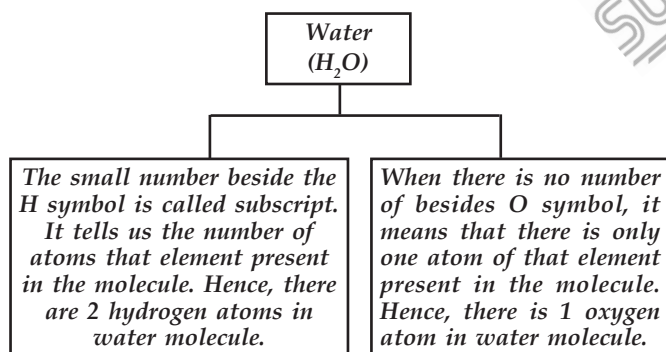 Water
(H₂O)
The small number beside the
H symbol is called subscript.
It tells us the number of
atoms that element present
in the molecule. Hence, there
are 2 hydrogen atoms in
water molecule.
When there is no number
of besides O symbol, it
means that there is only
one atom of that element
present in the molecule.
Hence, there is 1 oxygen
atom in water molecule.